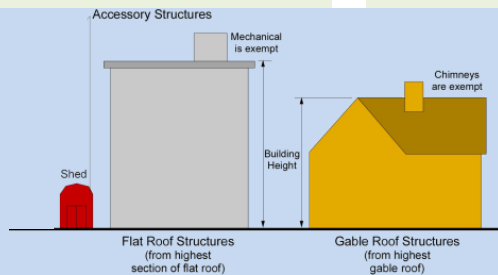 Accessory Structures
Mechanical
is exempt
Chimneys
are exempt
Building
Height
Shed
Flat Roof Structures
(from highest
section of flat roof)
Gable Roof Structures
(from highest
gable roof)